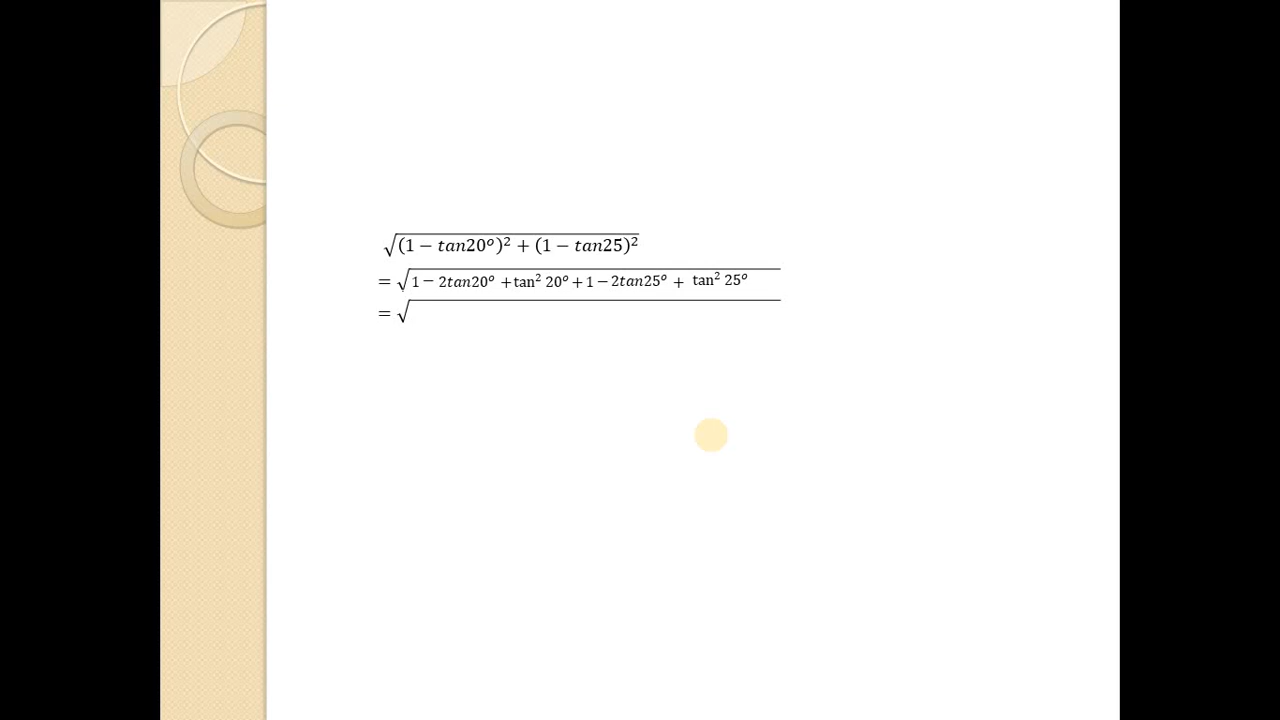 √(1 − tan20°)² + (1 − tan25)²
= √1 − 2tan20° + tan² 20° + 1 − 2tan25° + tan² 25°
= √